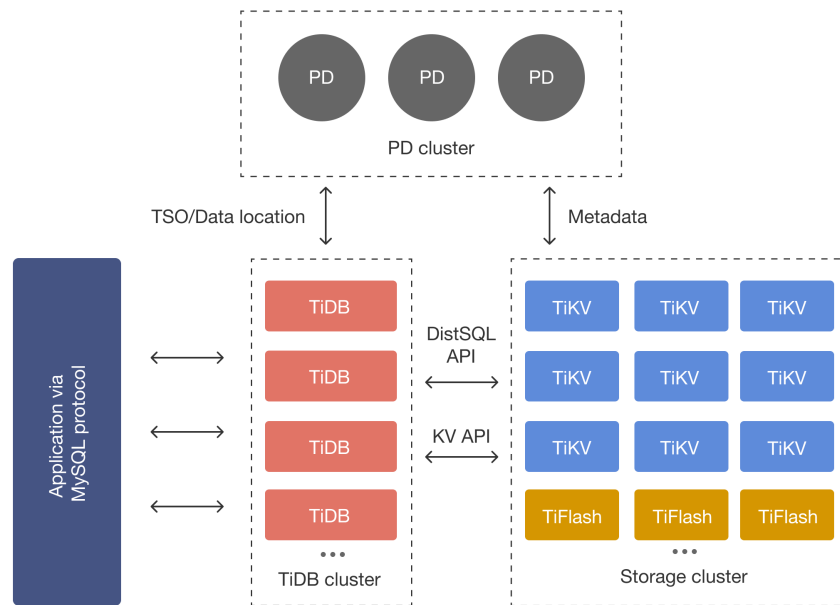 PD PD PD
PD cluster
TSO/Data location
Metadata
Application via
MySQL protocol
TiDB
TiDB
TiDB
TiDB
...
TiDB cluster
DistSQL
API
KV API
TiKV TiKV TiKV
TiKV TiKV TiKV
TiKV TiKV TiKV
TiFlash TiFlash TiFlash
...
Storage cluster